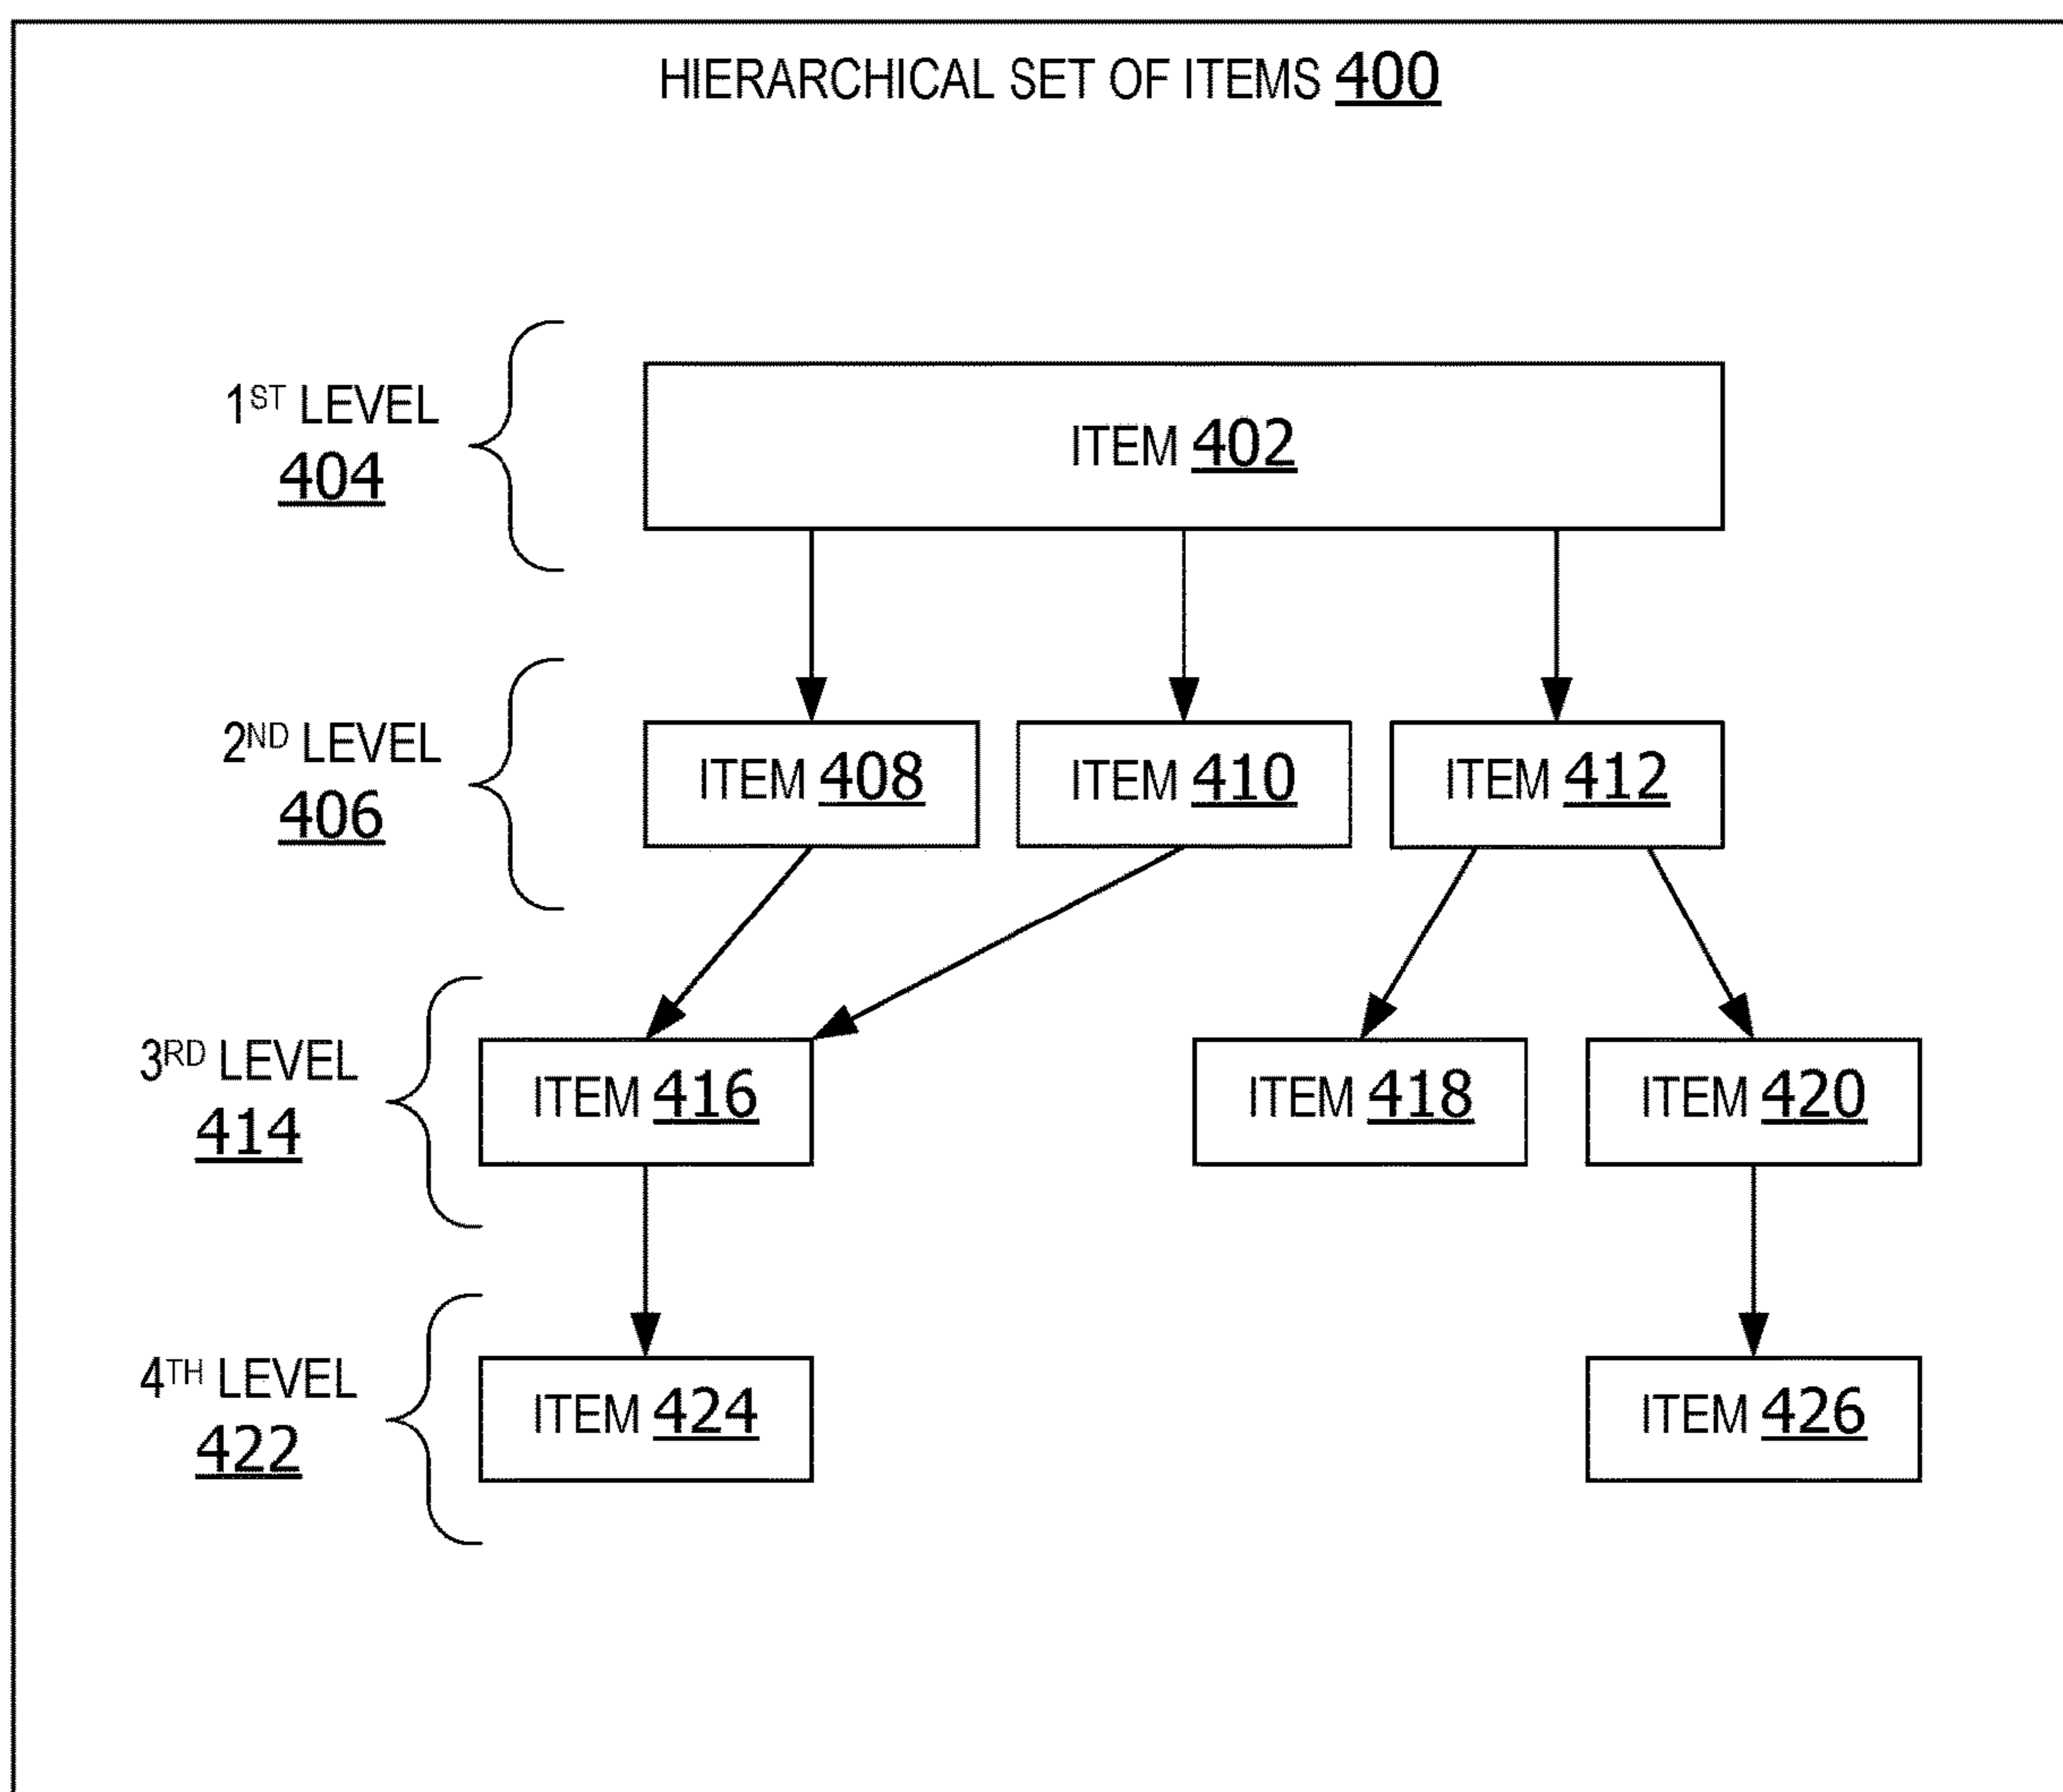 HIERARCHICAL SET OF ITEMS 400
1ST LEVEL
404
ITEM 402
2ND LEVEL
406
ITEM 408
ITEM 410
ITEM 412
3RD LEVEL
414
ITEM 416
ITEM 418
ITEM 420
4TH LEVEL
422
ITEM 424
ITEM 426